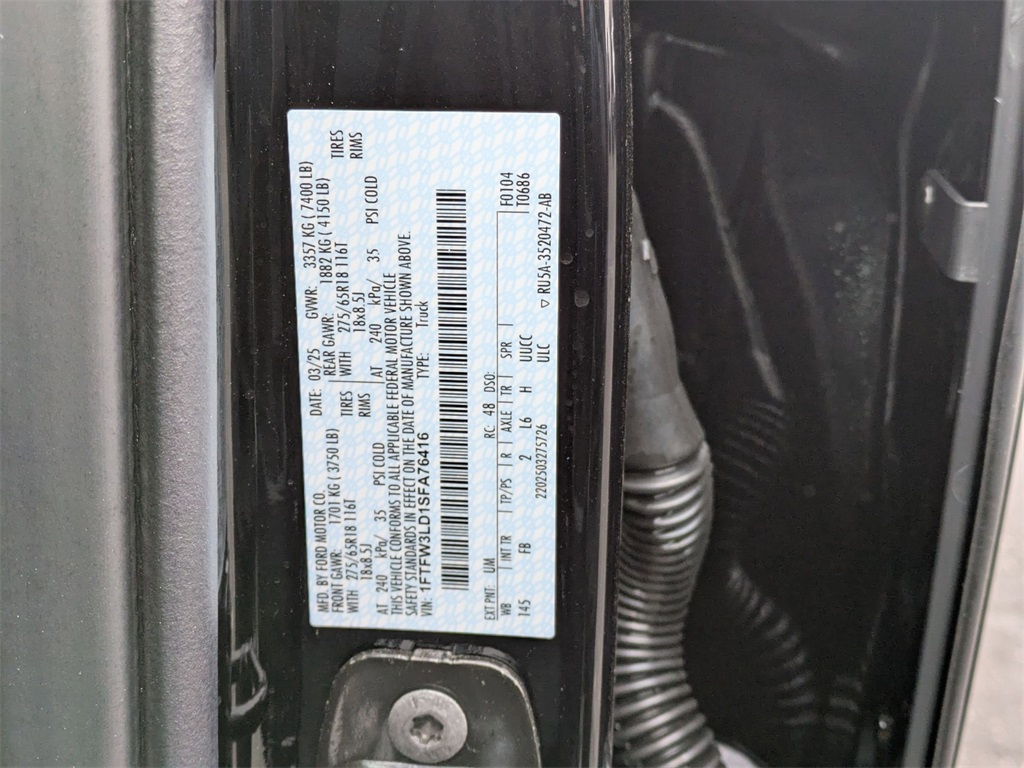 MFD. BY FORD MOTOR CO.
DATE: 03/25 GVWR: 3357 KG ( 7400 LB)
FRONT GAWR: 1701 KG ( 3750 LB) REAR GAWR: 1882 KG ( 4150 LB)
WITH 275/65R18 116T TIRES WITH 275/65R18 116T TIRES
18x8.5J RIMS 18x8.5J RIMS
AT 240 kPa/ 35 PSI COLD AT 240 kPa/ 35 PSI COLD
THIS VEHICLE CONFORMS TO ALL APPLICABLE FEDERAL MOTOR VEHICLE
SAFETY STANDARDS IN EFFECT ON THE DATE OF MANUFACTURE SHOWN ABOVE.
VIN: 1FTFW3LD1SFA76416 TYPE: Truck
EXT PNT: UM RC: 48 DSO: F0104
WB INT TR TP/PS R AXLE TR SPR T0686
145 FB 2 L6 H UUCC
2202503275726 ULC ▽ RU5A-3520472-AB